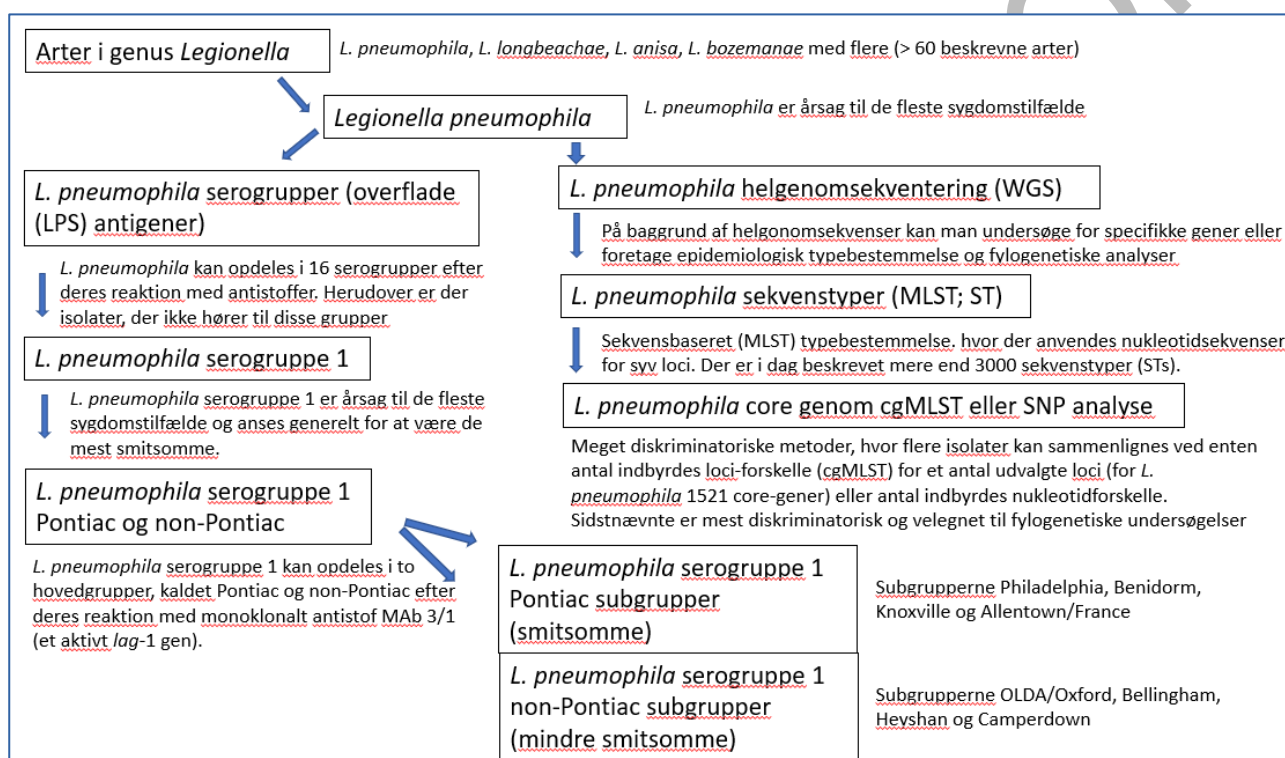 Arter i genus Legionella
L. pneumophila, L. longbeachae, L. anisa, L. bozemanae med flere (> 60 beskrevne arter)
Legionella pneumophila
L. pneumophila er årsag til de fleste sygdomstilfælde
L. pneumophila serogrupper (overflade
(LPS) antigener)
L. pneumophila kan opdeles i 16 serogrupper efter
deres reaktion med antistoffer. Herudover er der
isolater, der ikke hører til disse grupper
L. pneumophila serogruppe 1
L. pneumophila serogruppe 1 er årsag til de fleste
sygdomstilfælde og anses generelt for at være de
mest smitsomme.
L. pneumophila serogruppe 1
Pontiac og non-Pontiac
L. pneumophila serogruppe 1 kan opdeles i to
hovedgrupper, kaldet Pontiac og non-Pontiac efter
deres reaktion med monoklonalt antistof MAb 3/1
(et aktivt lag-1 gen).
L. pneumophila helgenomsekventering (WGS)
På baggrund af helgonomsekvenser kan man undersøge for specifikke gener eller
foretage epidemiologisk typebestemmelse og fylogenetiske analyser
L. pneumophila sekvenstyper (MLST; ST)
Sekvensbaseret (MLST) typebestemmelse. hvor der anvendes nukleotidsekvenser
for syv loci. Der er i dag beskrevet mere end 3000 sekvenstyper (STs).
L. pneumophila core genom cgMLST eller SNP analyse
Meget diskriminatoriske metoder, hvor flere isolater kan sammenlignes ved enten
antal indbyrdes loci-forskelle (cgMLST) for et antal udvalgte loci (for L.
pneumophila 1521 core-gener) eller antal indbyrdes nukleotidforskelle.
Sidstnævnte er mest diskriminatorisk og velegnet til fylogenetiske undersøgelser
L. pneumophila serogruppe 1
Pontiac subgrupper
(smitsomme)
Subgrupperne Philadelphia, Benidorm,
Knoxville og Allentown/France
L. pneumophila serogruppe 1
non-Pontiac subgrupper
(mindre smitsomme)
Subgrupperne OLDA/Oxford, Bellingham,
Heyshan og Camperdown